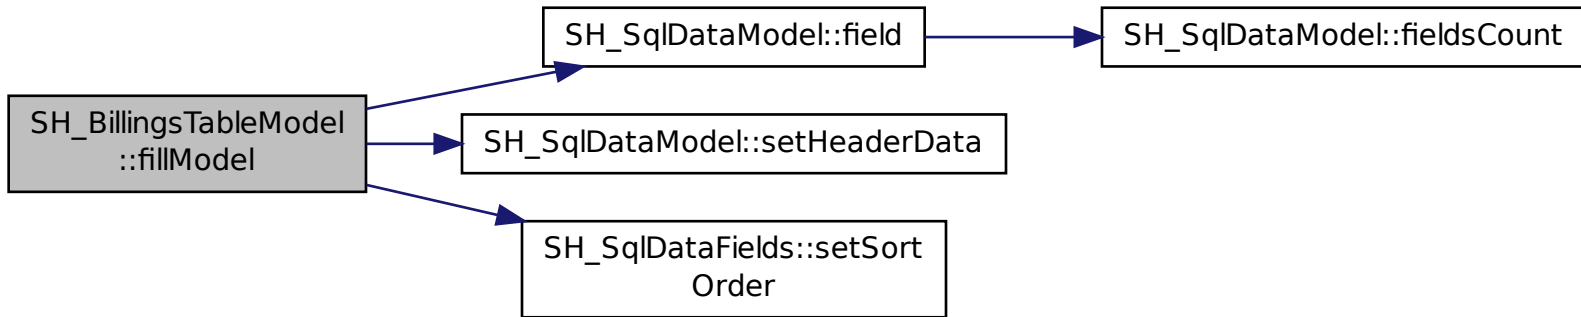 SH_BillingsTableModel
::fillModel
SH_SqlDataModel::field
SH_SqlDataModel::fieldsCount
SH_SqlDataModel::setHeaderData
SH_SqlDataFields::setSort
Order